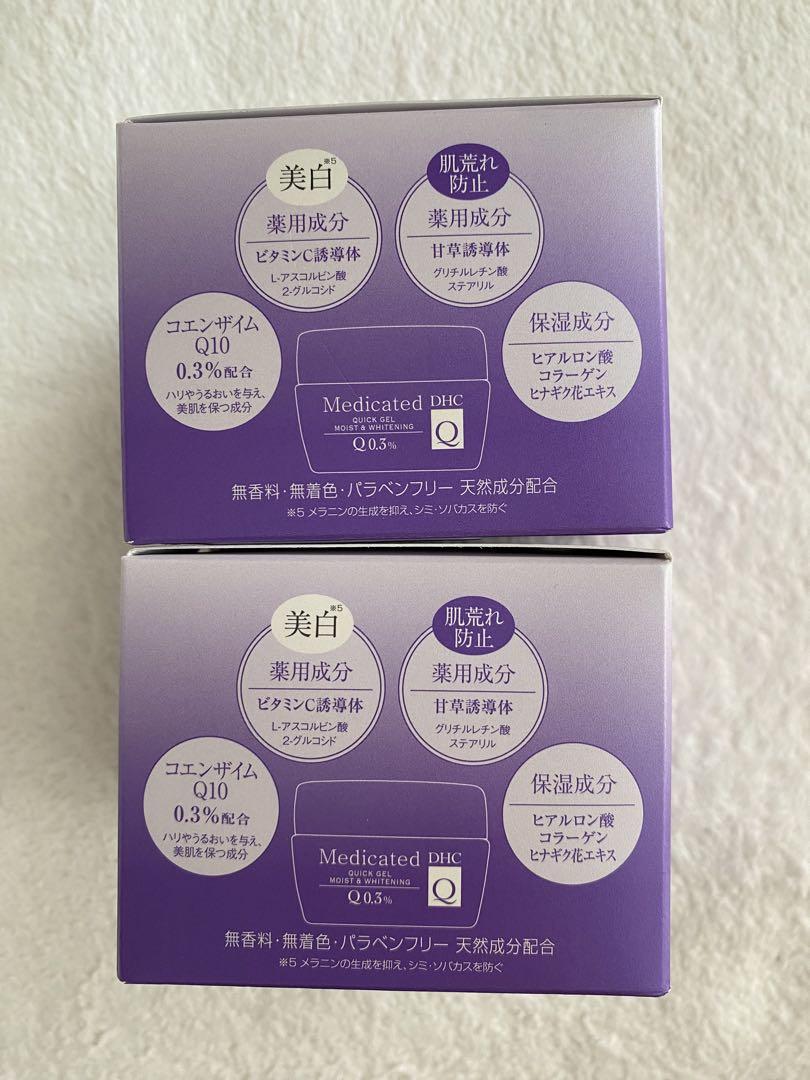 美白※5
肌荒れ
防止
薬用成分
ビタミンC誘導体
L-アスコルビン酸
2-グルコシド
薬用成分
甘草誘導体
グリチルレチン酸
ステアリル
コエンザイム
Q10
0.3%配合
ハリやうるおいを与え、
美肌を保つ成分
保湿成分
ヒアルロン酸
コラーゲン
ヒナギク花エキス
Medicated DHC
QUICK GEL
MOIST & WHITENING
Q 0.3%
Q
無香料・無着色・パラベンフリー 天然成分配合
※5 メラニンの生成を抑え、シミ・ソバカスを防ぐ
美白※5
肌荒れ
防止
薬用成分
ビタミンC誘導体
L-アスコルビン酸
2-グルコシド
薬用成分
甘草誘導体
グリチルレチン酸
ステアリル
コエンザイム
Q10
0.3%配合
ハリやうるおいを与え、
美肌を保つ成分
保湿成分
ヒアルロン酸
コラーゲン
ヒナギク花エキス
Medicated DHC
QUICK GEL
MOIST & WHITENING
Q 0.3%
Q
無香料・無着色・パラベンフリー 天然成分配合
※5 メラニンの生成を抑え、シミ・ソバカスを防ぐ